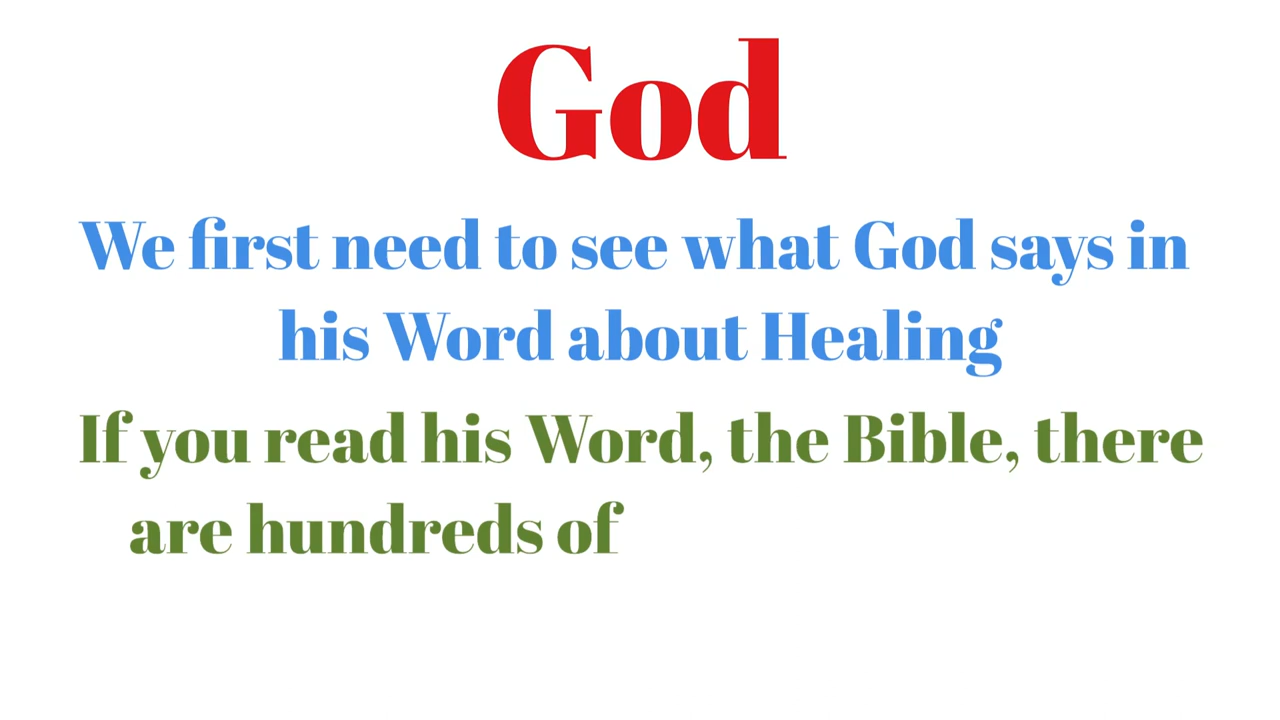 God
We first need to see what God says in
his Word about Healing
If you read his Word, the Bible, there
are hundreds of